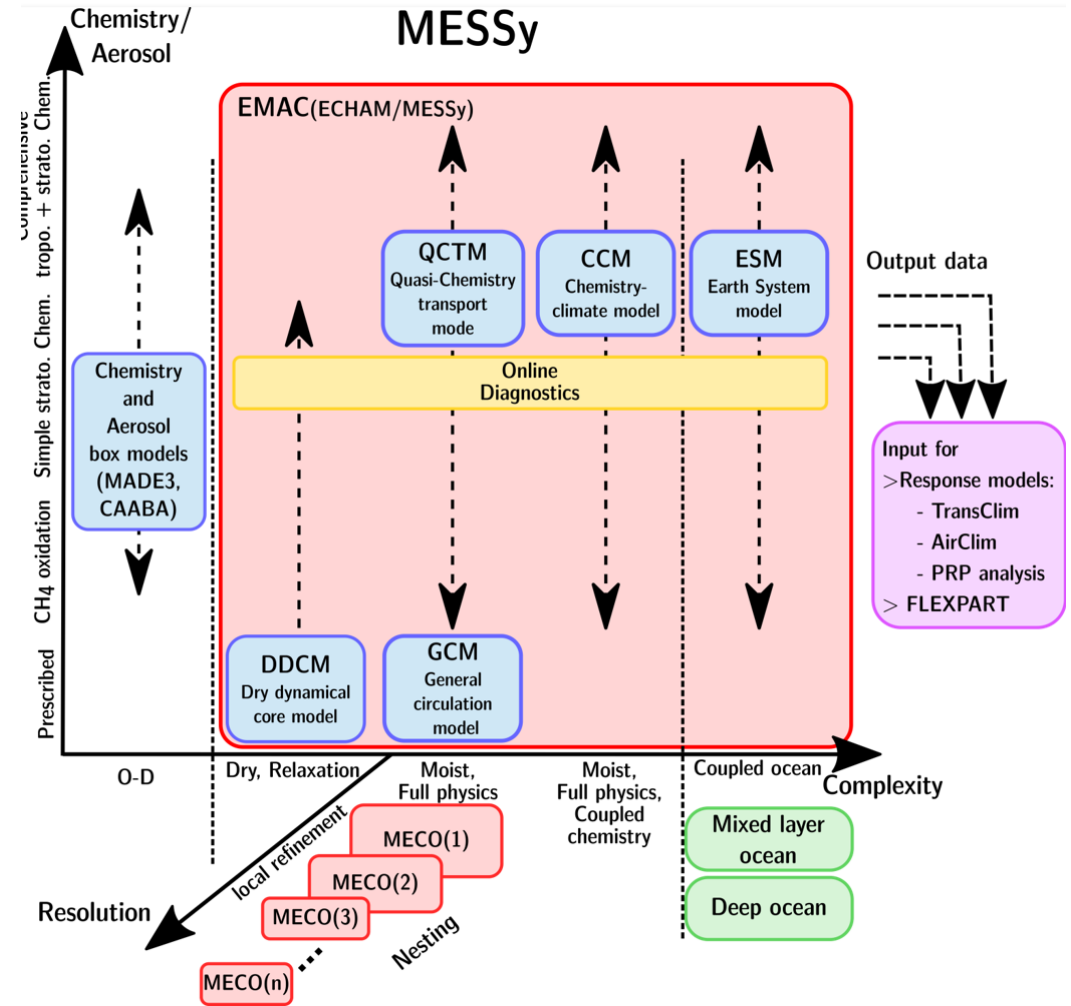 Chemistry/
Aerosol
MESSy
EMAC(ECHAM/MESSy)
Comprehensive
tropo. + strato. Chem.
Simple strato. Chem.
CH4 oxidation
Prescribed
QCTM
Quasi-Chemistry
transport
mode
CCM
Chemistry-
climate model
ESM
Earth System
model
Output data
Chemistry
and
Aerosol
box models
(MADE3,
CAABA)
Online
Diagnostics
Input for
>Response models:
- TransClim
- AirClim
- PRP analysis
> FLEXPART
DDCM
Dry dynamical
core model
GCM
General
circulation
model
O-D
Dry, Relaxation
Moist,
Full physics
Moist,
Full physics,
Coupled
chemistry
Coupled ocean
Complexity
local refinement
Resolution
MECO(1)
MECO(2)
MECO(3)
MECO(n)
Nesting
Mixed layer
ocean
Deep ocean